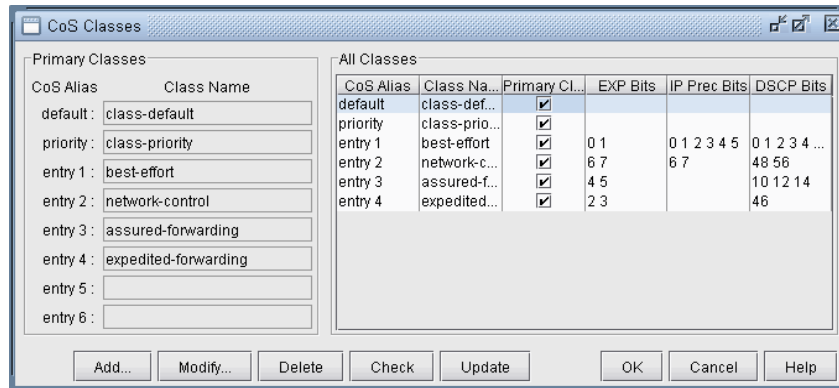 CoS Classes
Primary Classes
CoS Alias Class Name
default : class-default
priority : class-priority
entry 1 : best-effort
entry 2 : network-control
entry 3 : assured-forwarding
entry 4 : expedited-forwarding
entry 5 :
entry 6 :
All Classes
CoS Alias Class Na... Primary Cl... EXP Bits IP Prec Bits DSCP Bits
default class-def...
priority class-prio...
entry 1 best-effort 0 1 0 1 2 3 4 5 0 1 2 3 4 ...
entry 2 network-c... 6 7 6 7 48 56
entry 3 assured-f... 4 5 10 12 14
entry 4 expedited... 2 3 46
Add... Modify... Delete Check Update OK Cancel Help